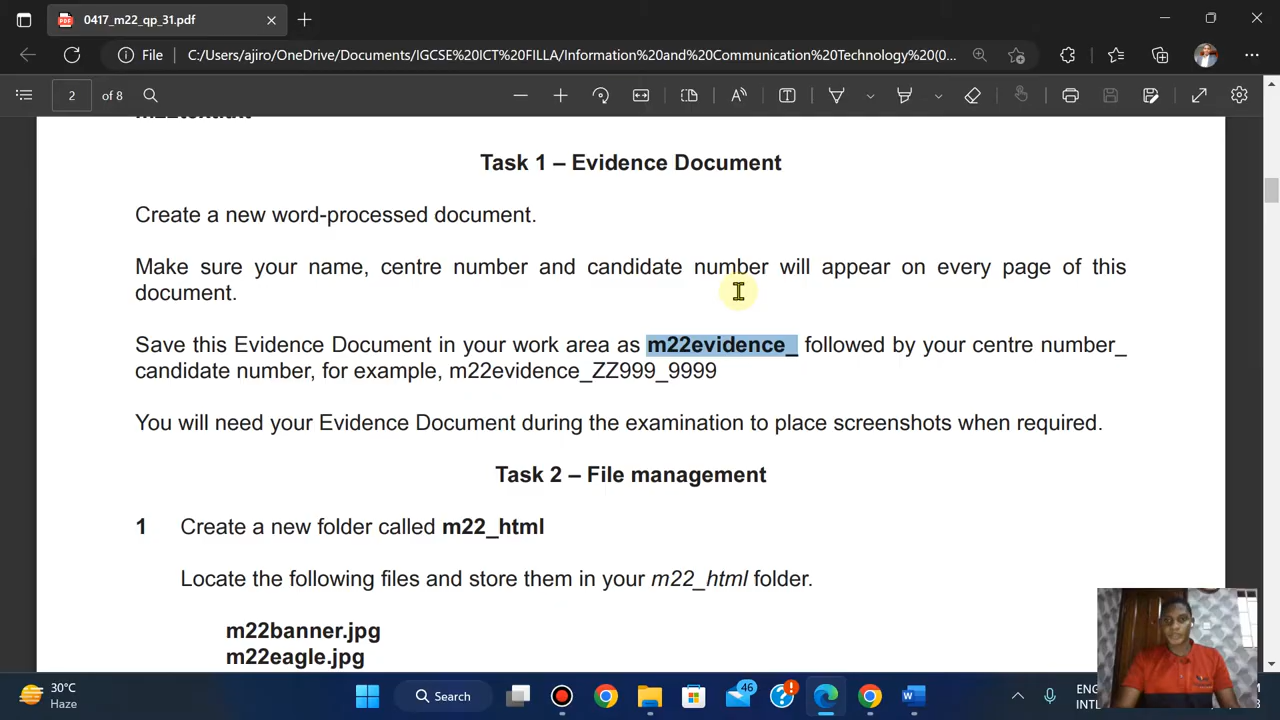 0417_m22_qp_31.pdf
File
C:/Users/ajiro/OneDrive/Documents/IGCSE%20ICT%20FILLA/Information%20and%20Communication%20Technology%20(0...
2 of 8
Task 1 – Evidence Document
Create a new word-processed document.
Make sure your name, centre number and candidate number will appear on every page of this
document.
Save this Evidence Document in your work area as m22evidence_ followed by your centre number_
candidate number, for example, m22evidence_ZZ999_9999
You will need your Evidence Document during the examination to place screenshots when required.
Task 2 – File management
1 Create a new folder called m22_html
Locate the following files and store them in your m22_html folder.
m22banner.jpg
m22eagle.jpg
30°C
Haze
Search
46
ENG
INTL